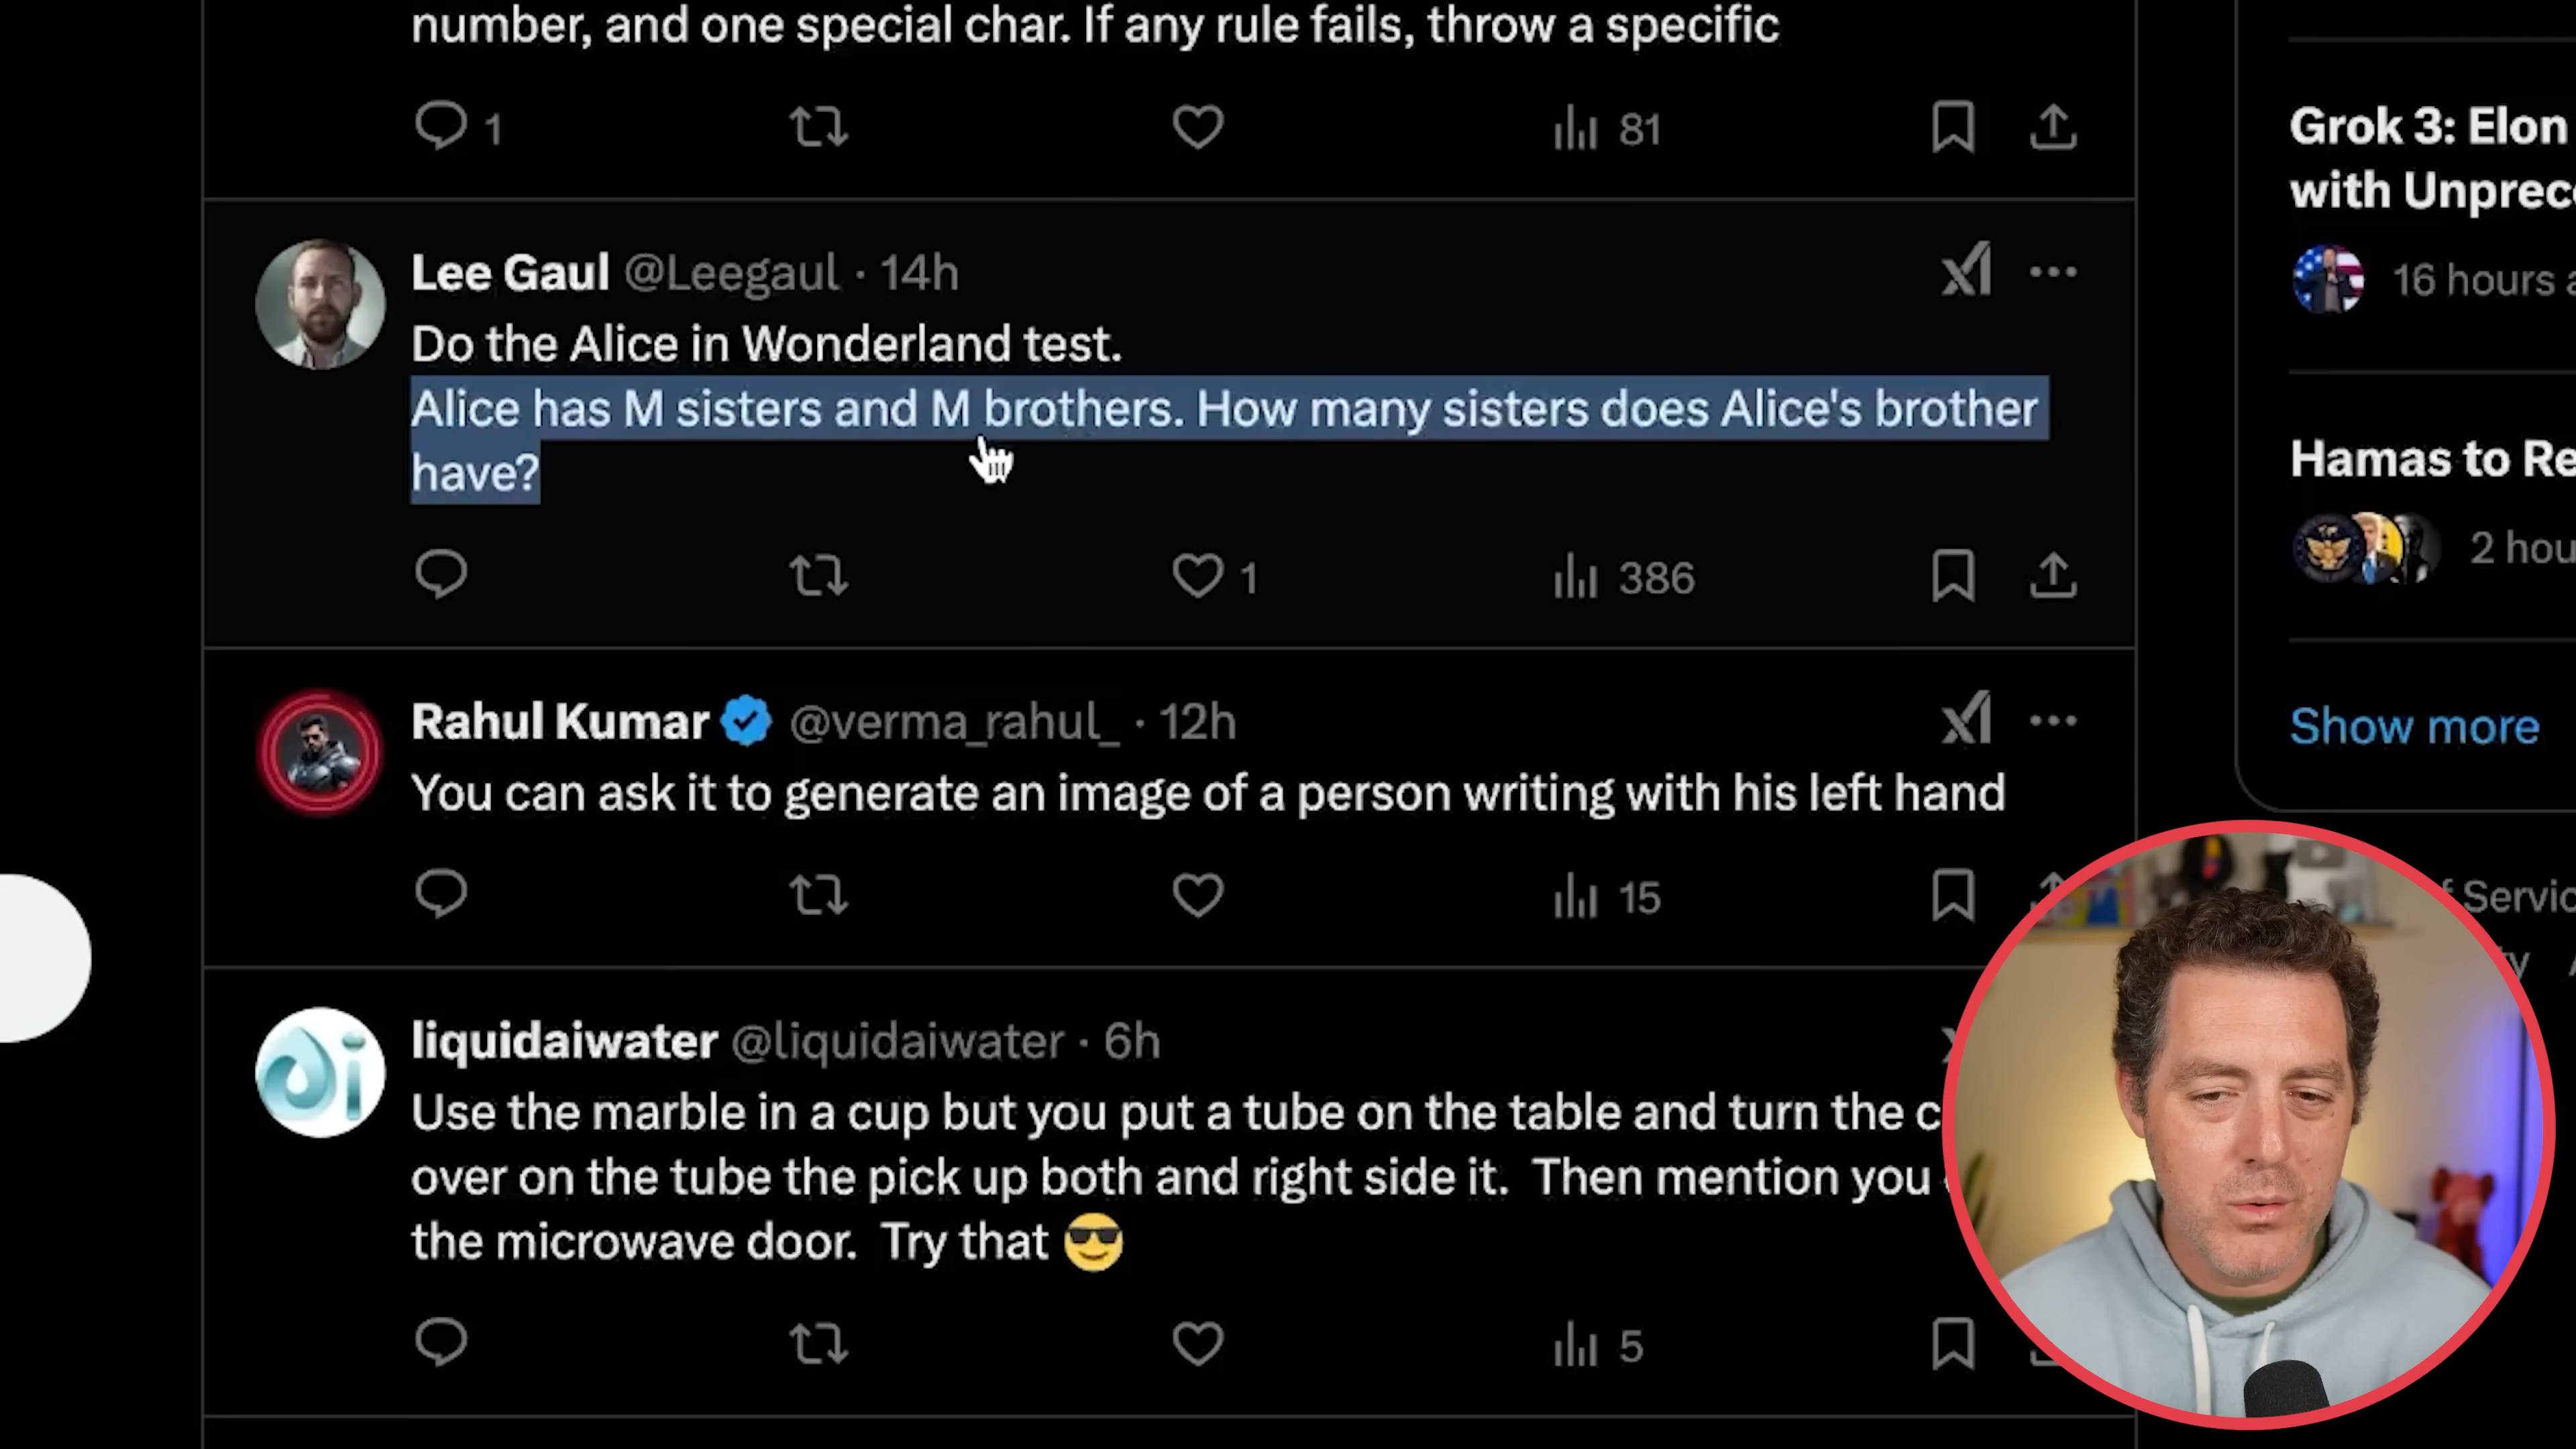 number, and one special char. If any rule fails, throw a specific
1
81
Lee Gaul @Leegaul · 14h
Do the Alice in Wonderland test.
Alice has M sisters and M brothers. How many sisters does Alice's brother
have?
1
386
Rahul Kumar @verma_rahul_ · 12h
You can ask it to generate an image of a person writing with his left hand
15
liquidaiwater @liquidaiwater · 6h
Use the marble in a cup but you put a tube on the table and turn the
over on the tube the pick up both and right side it. Then mention you
the microwave door. Try that 😎
5
Grok 3: Elon
with
16 hours
Hamas to
2
Show more